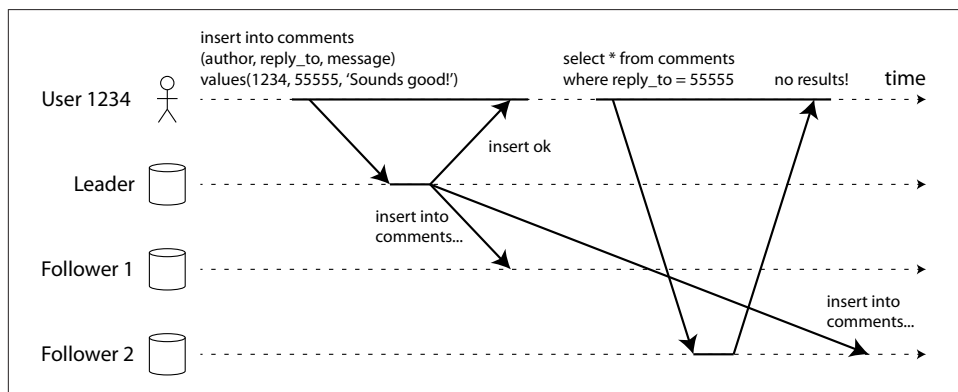 insert into comments
(author, reply_to, message)
values(1234, 55555, ‘Sounds good!’)
select * from comments
where reply_to = 55555
no results!
time
User 1234
insert ok
Leader
insert into
comments...
Follower 1
insert into
comments...
Follower 2